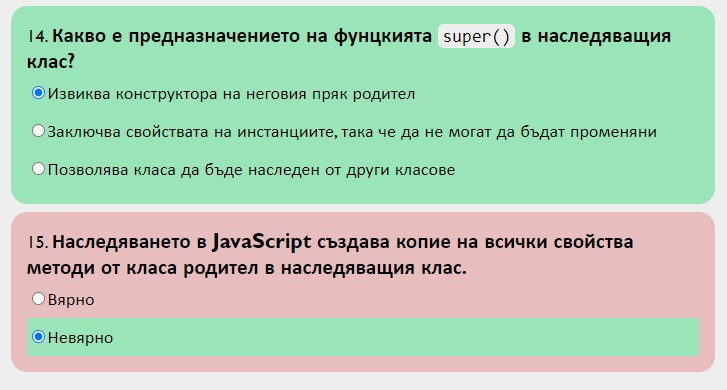 14. Какво е предназначението на фунцкията super() в наследяващия
клас?
Извиква конструктора на неговия пряк родител
Заключва свойствата на инстанциите, така че да не могат да бъдат променяни
Позволява класа да бъде наследен от други класове
15. Наследяването в JavaScript създава копие на всички свойства
методи от класа родител в наследяващия клас.
Вярно
Невярно